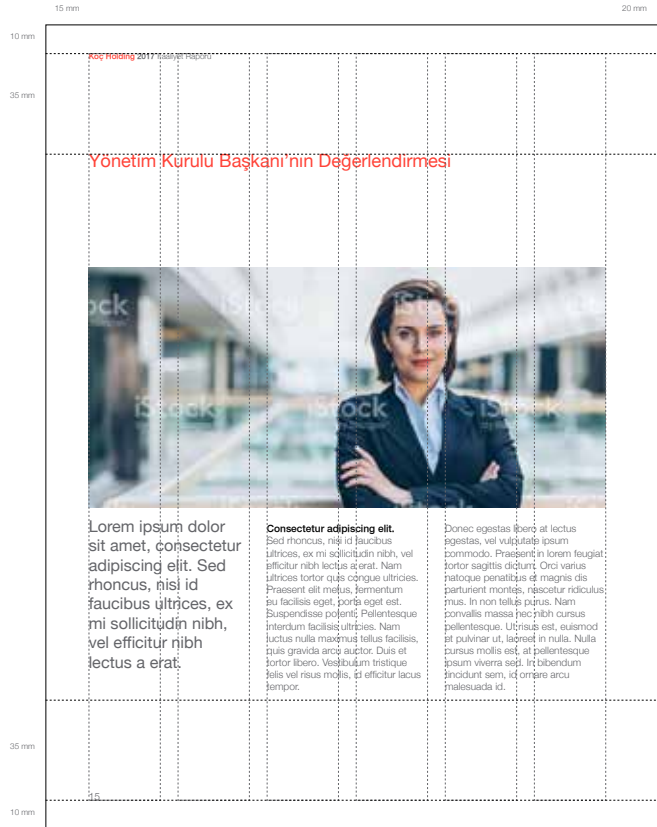 15 mm
20 mm
10 mm
Koç Holding 2017 Faaliyet Raporu
35 mm
Yönetim Kurulu Başkanı'nın Değerlendirmesi
iStock
iStock
iStock
iStock
iStock
iStock
Lorem ipsum dolor
sit amet, consectetur
adipiscing elit. Sed
rhoncus, nisi id
faucibus ultrices, ex
mi sollicitudin nibh,
vel efficitur nibh
lectus a erat.
Consectetur adipiscing elit.
Sed rhoncus, nisi id faucibus
ultrices, ex mi sollicitudin nibh, vel
efficitur nibh lectus a erat. Nam
ultrices tortor quis congue ultricies.
Praesent elit metus, fermentum
eu facilisis eget, porta eget est.
Suspendisse potenti. Pellentesque
interdum facilisis ultricies. Nam
luctus nulla maximus tellus facilisis,
quis gravida arcu auctor. Duis et
tortor libero. Vestibulum tristique
felis vel risus mollis, id efficitur lacus
tempor.
Donec egestas libero at lectus
egestas, vel vulputate ipsum
commodo. Praesent in lorem feugiat
tortor sagittis dictum. Orci varius
natoque penatibus et magnis dis
parturient montes, nascetur ridiculus
mus. In non tellus purus. Nam
convallis massa nec nibh cursus
pellentesque. Ut risus est, euismod
at pulvinar ut, laoreet in nulla. Nulla
cursus mollis est, at pellentesque
ipsum viverra sed. In bibendum
tincidunt sem, id ornare arcu
malesuada id.
35 mm
15
10 mm